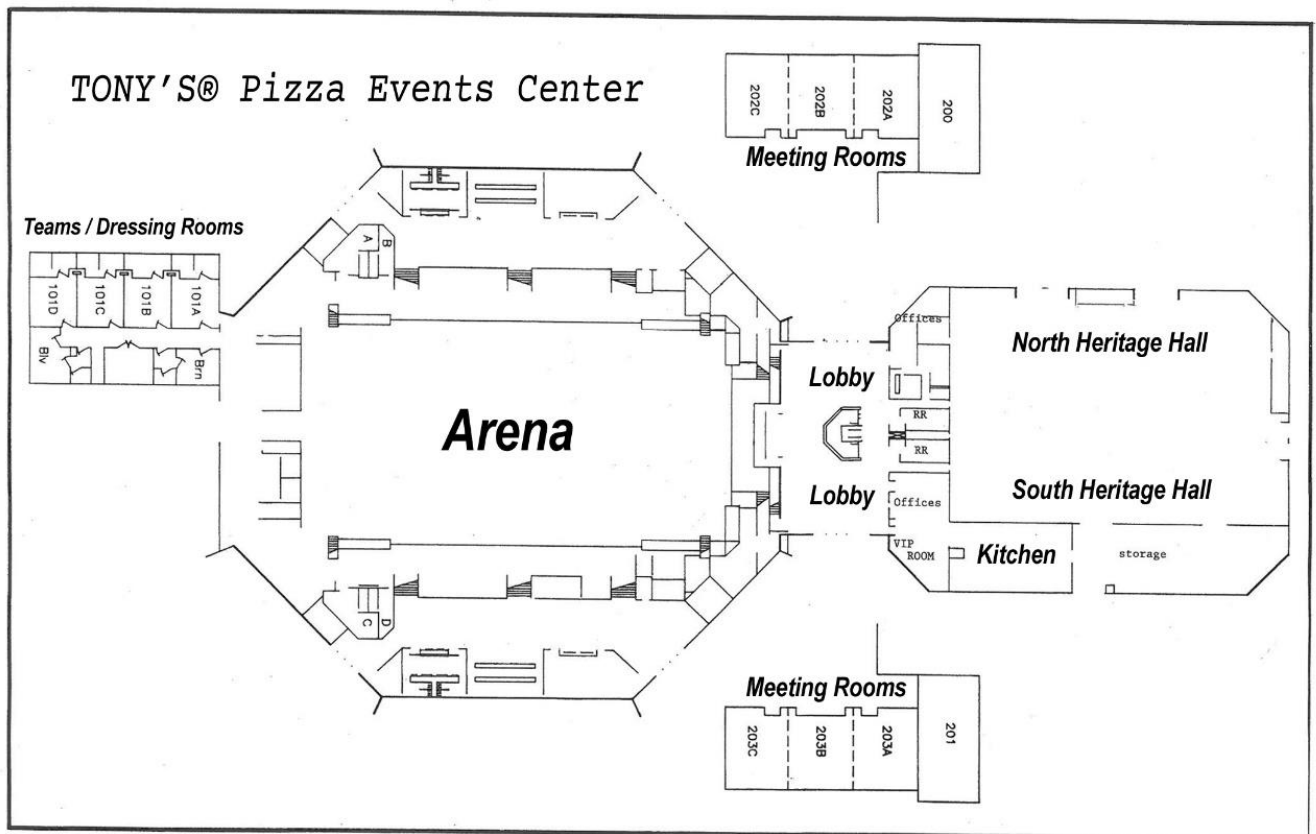 TONY'S® Pizza Events Center
202C
202B
202A
200
Meeting Rooms
Teams / Dressing Rooms
A
B
101D
101C
101B
101A
Blv
Brn
Offices
North Heritage Hall
Lobby
Arena
RR
RR
Lobby
South Heritage Hall
Offices
VIP
ROOM
Kitchen
storage
C
D
Meeting Rooms
203C
203B
203A
201